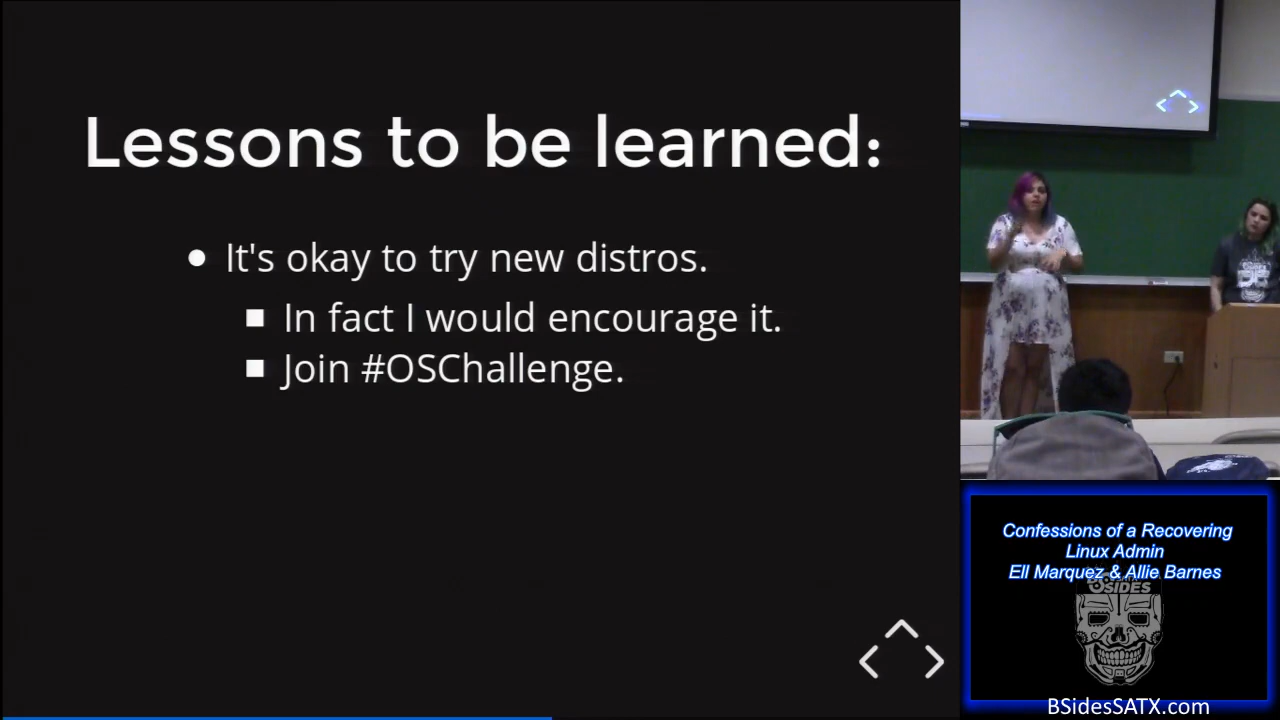 Lessons to be learned:
It's okay to try new distros.
In fact I would encourage it.
Join #OSChallenge.
Confessions of a Recovering
Linux Admin
Ell Marquez & Allie Barnes
BSIDES
BSidesSATX.com